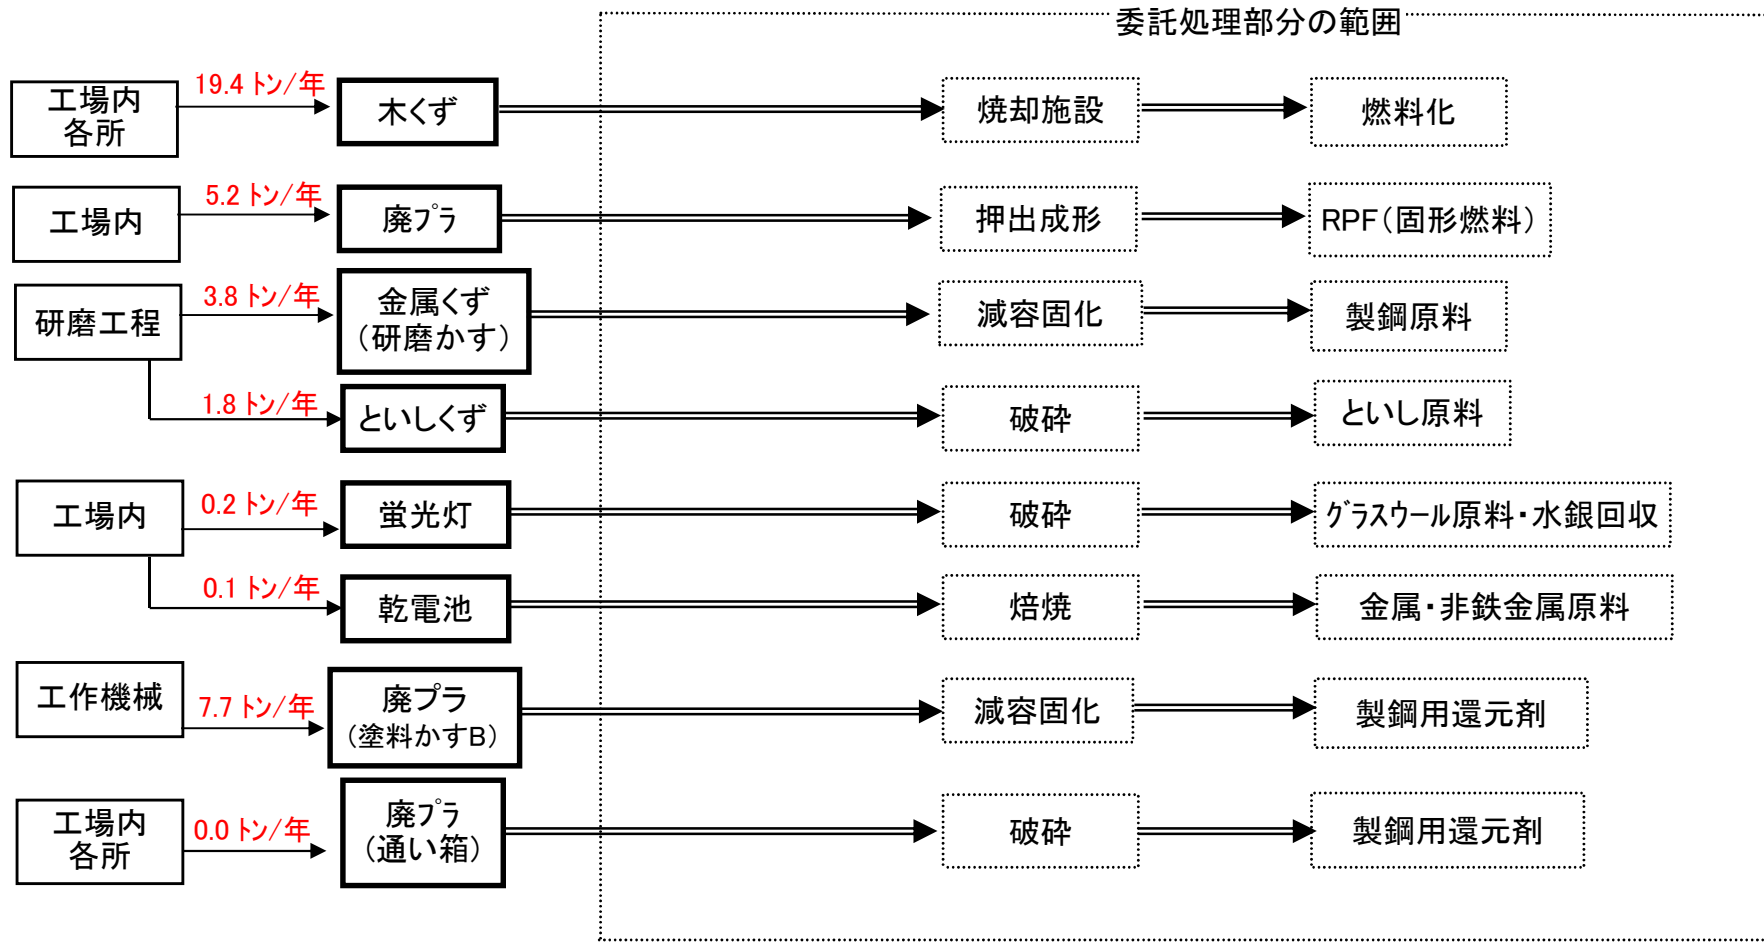 委託処理部分の範囲
工場内
各所
19.4 ﾄﾝ/年
木くず
焼却施設
燃料化
工場内
5.2 ﾄﾝ/年
廃ﾌﾟﾗ
押出成形
RPF(固形燃料)
研磨工程
3.8 ﾄﾝ/年
金属くず
(研磨かす)
減容固化
製鋼原料
1.8 ﾄﾝ/年
といしくず
破砕
といし原料
工場内
0.2 ﾄﾝ/年
蛍光灯
破砕
ｸﾞﾗｽｳｰﾙ原料・水銀回収
0.1 ﾄﾝ/年
乾電池
焙焼
金属・非鉄金属原料
工作機械
7.7 ﾄﾝ/年
廃プラ
(塗料かすB)
減容固化
製鋼用還元剤
工場内
各所
0.0 ﾄﾝ/年
廃ﾌﾟﾗ
(通い箱)
破砕
製鋼用還元剤